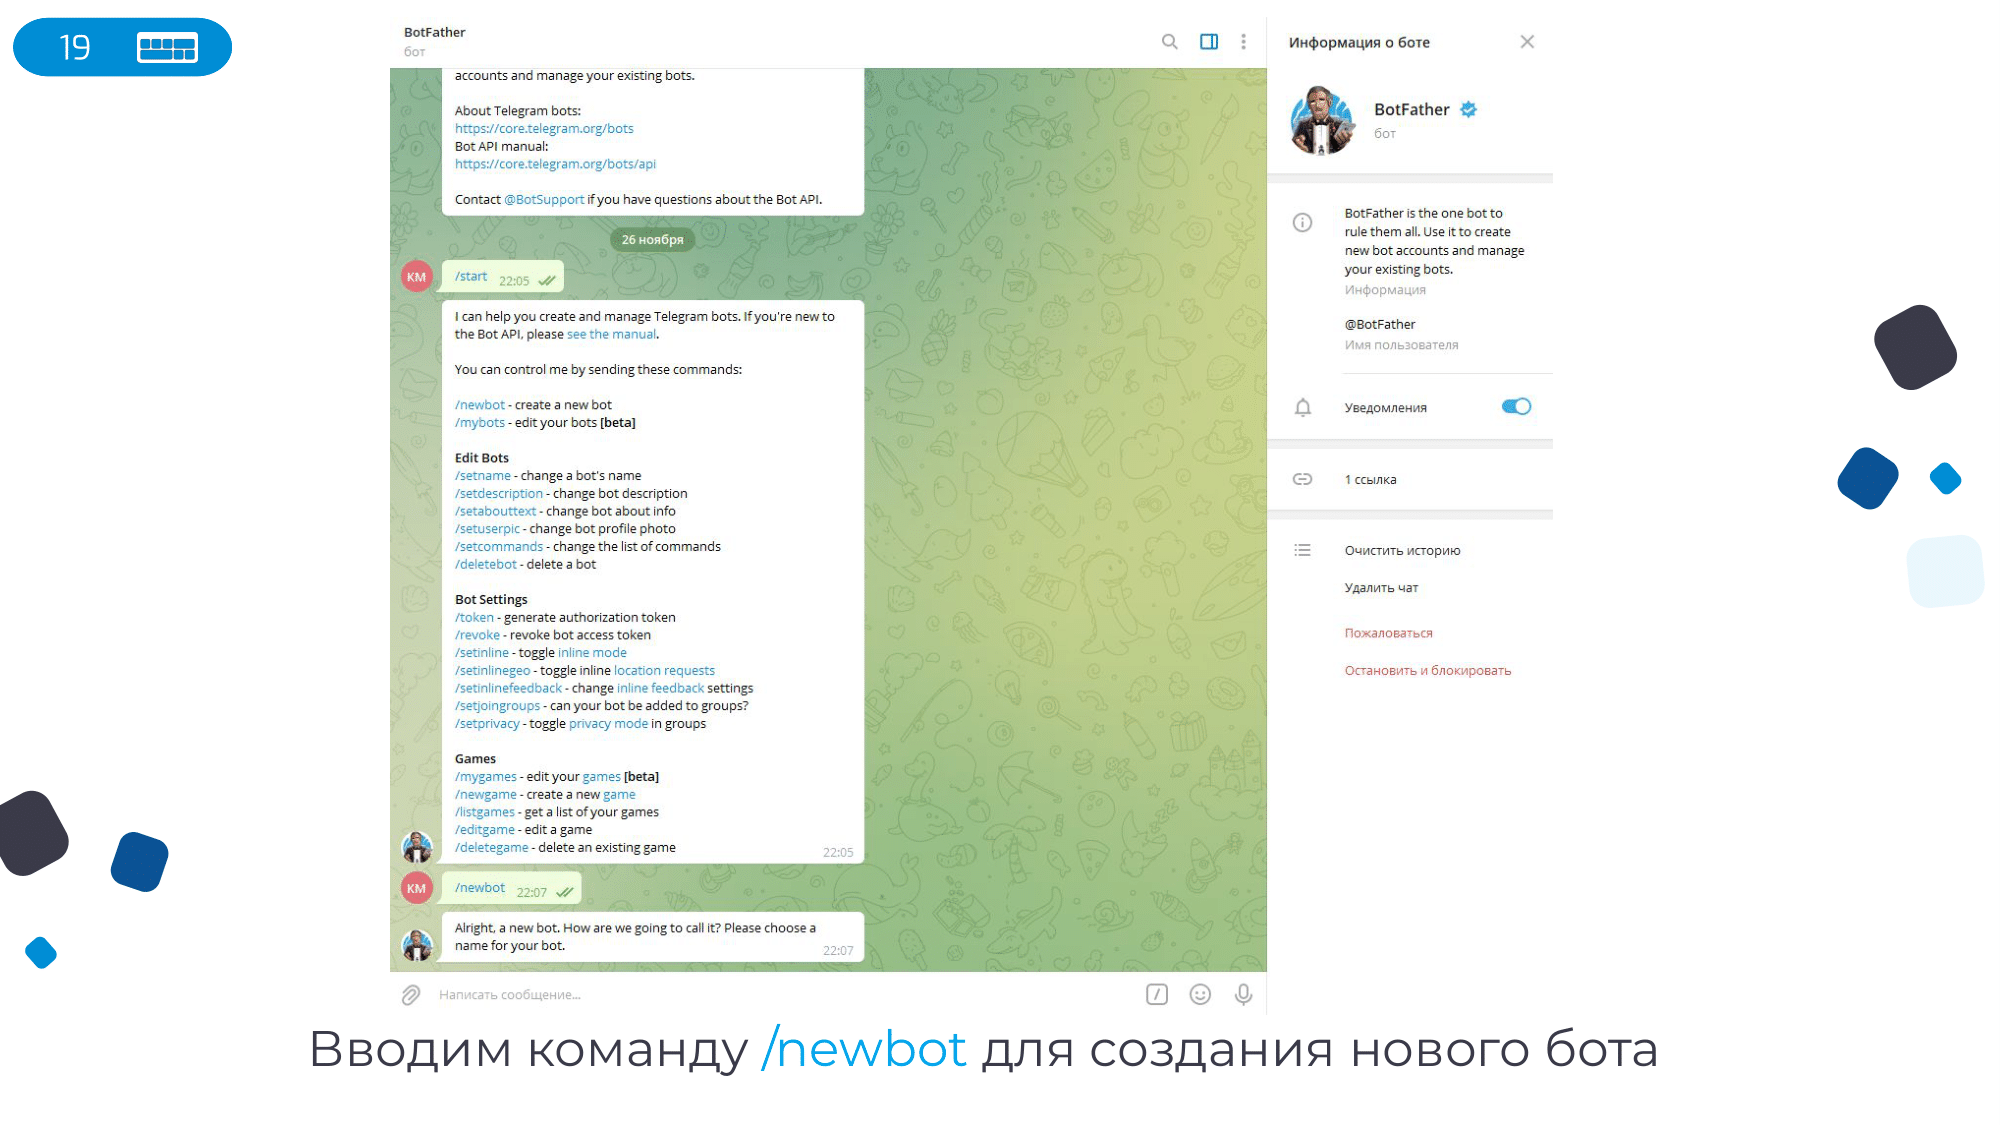 19
BotFather
бот
accounts and manage your existing bots.
About Telegram bots:
https://core.telegram.org/bots
Bot API manual:
https://core.telegram.org/bots/api
Contact @BotSupport if you have questions about the Bot API.
26 ноября
KM
/start 22:05
I can help you create and manage Telegram bots. If you're new to
the Bot API, please see the manual.
You can control me by sending these commands:
/newbot - create a new bot
/mybots - edit your bots [beta]
Edit Bots
/setname - change a bot's name
/setdescription - change bot description
/setabouttext - change bot about info
/setuserpic - change bot profile photo
/setcommands - change the list of commands
/deletebot - delete a bot
Bot Settings
/token - generate authorization token
/revoke - revoke bot access token
/setinline - toggle inline mode
/setinlinegeo - toggle inline location requests
/setinlinefeedback - change inline feedback settings
/setjoingroups - can your bot be added to groups?
/setprivacy - toggle privacy mode in groups
Games
/mygames - edit your games [beta]
/newgame - create a new game
/listgames - get a list of your games
/editgame - edit a game
/deletegame - delete an existing game
22:05
KM
/newbot 22:07
Alright, a new bot. How are we going to call it? Please choose a
name for your bot.
22:07
Написать сообщение...
Информация о боте
BotFather
бот
BotFather is the one bot to
rule them all. Use it to create
new bot accounts and manage
your existing bots.
Информация
@BotFather
Имя пользователя
Уведомления
1 ссылка
Очистить историю
Удалить чат
Пожаловаться
Остановить и блокировать
Вводим команду /newbot для создания нового бота